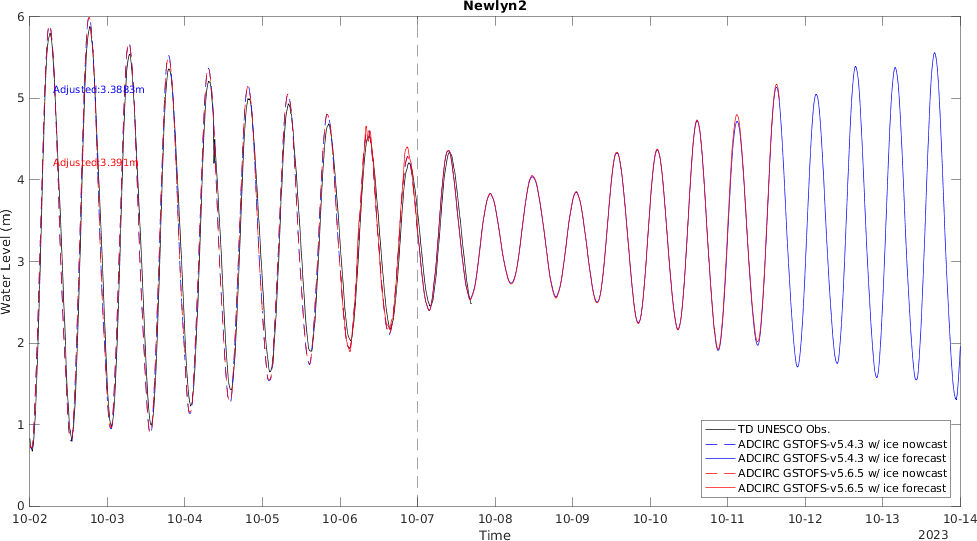 Newlyn2
6
5
4
3
2
1
0
Water Level (m)
Adjusted:3.3883m
Adjusted:3.391m
TD UNESCO Obs.
ADCIRC GSTOFS-v5.4.3 w/ ice nowcast
ADCIRC GSTOFS-v5.4.3 w/ ice forecast
ADCIRC GSTOFS-v5.6.5 w/ ice nowcast
ADCIRC GSTOFS-v5.6.5 w/ ice forecast
10-02 10-03 10-04 10-05 10-06 10-07 10-08 10-09 10-10 10-11 10-12 10-13 10-14
Time
2023